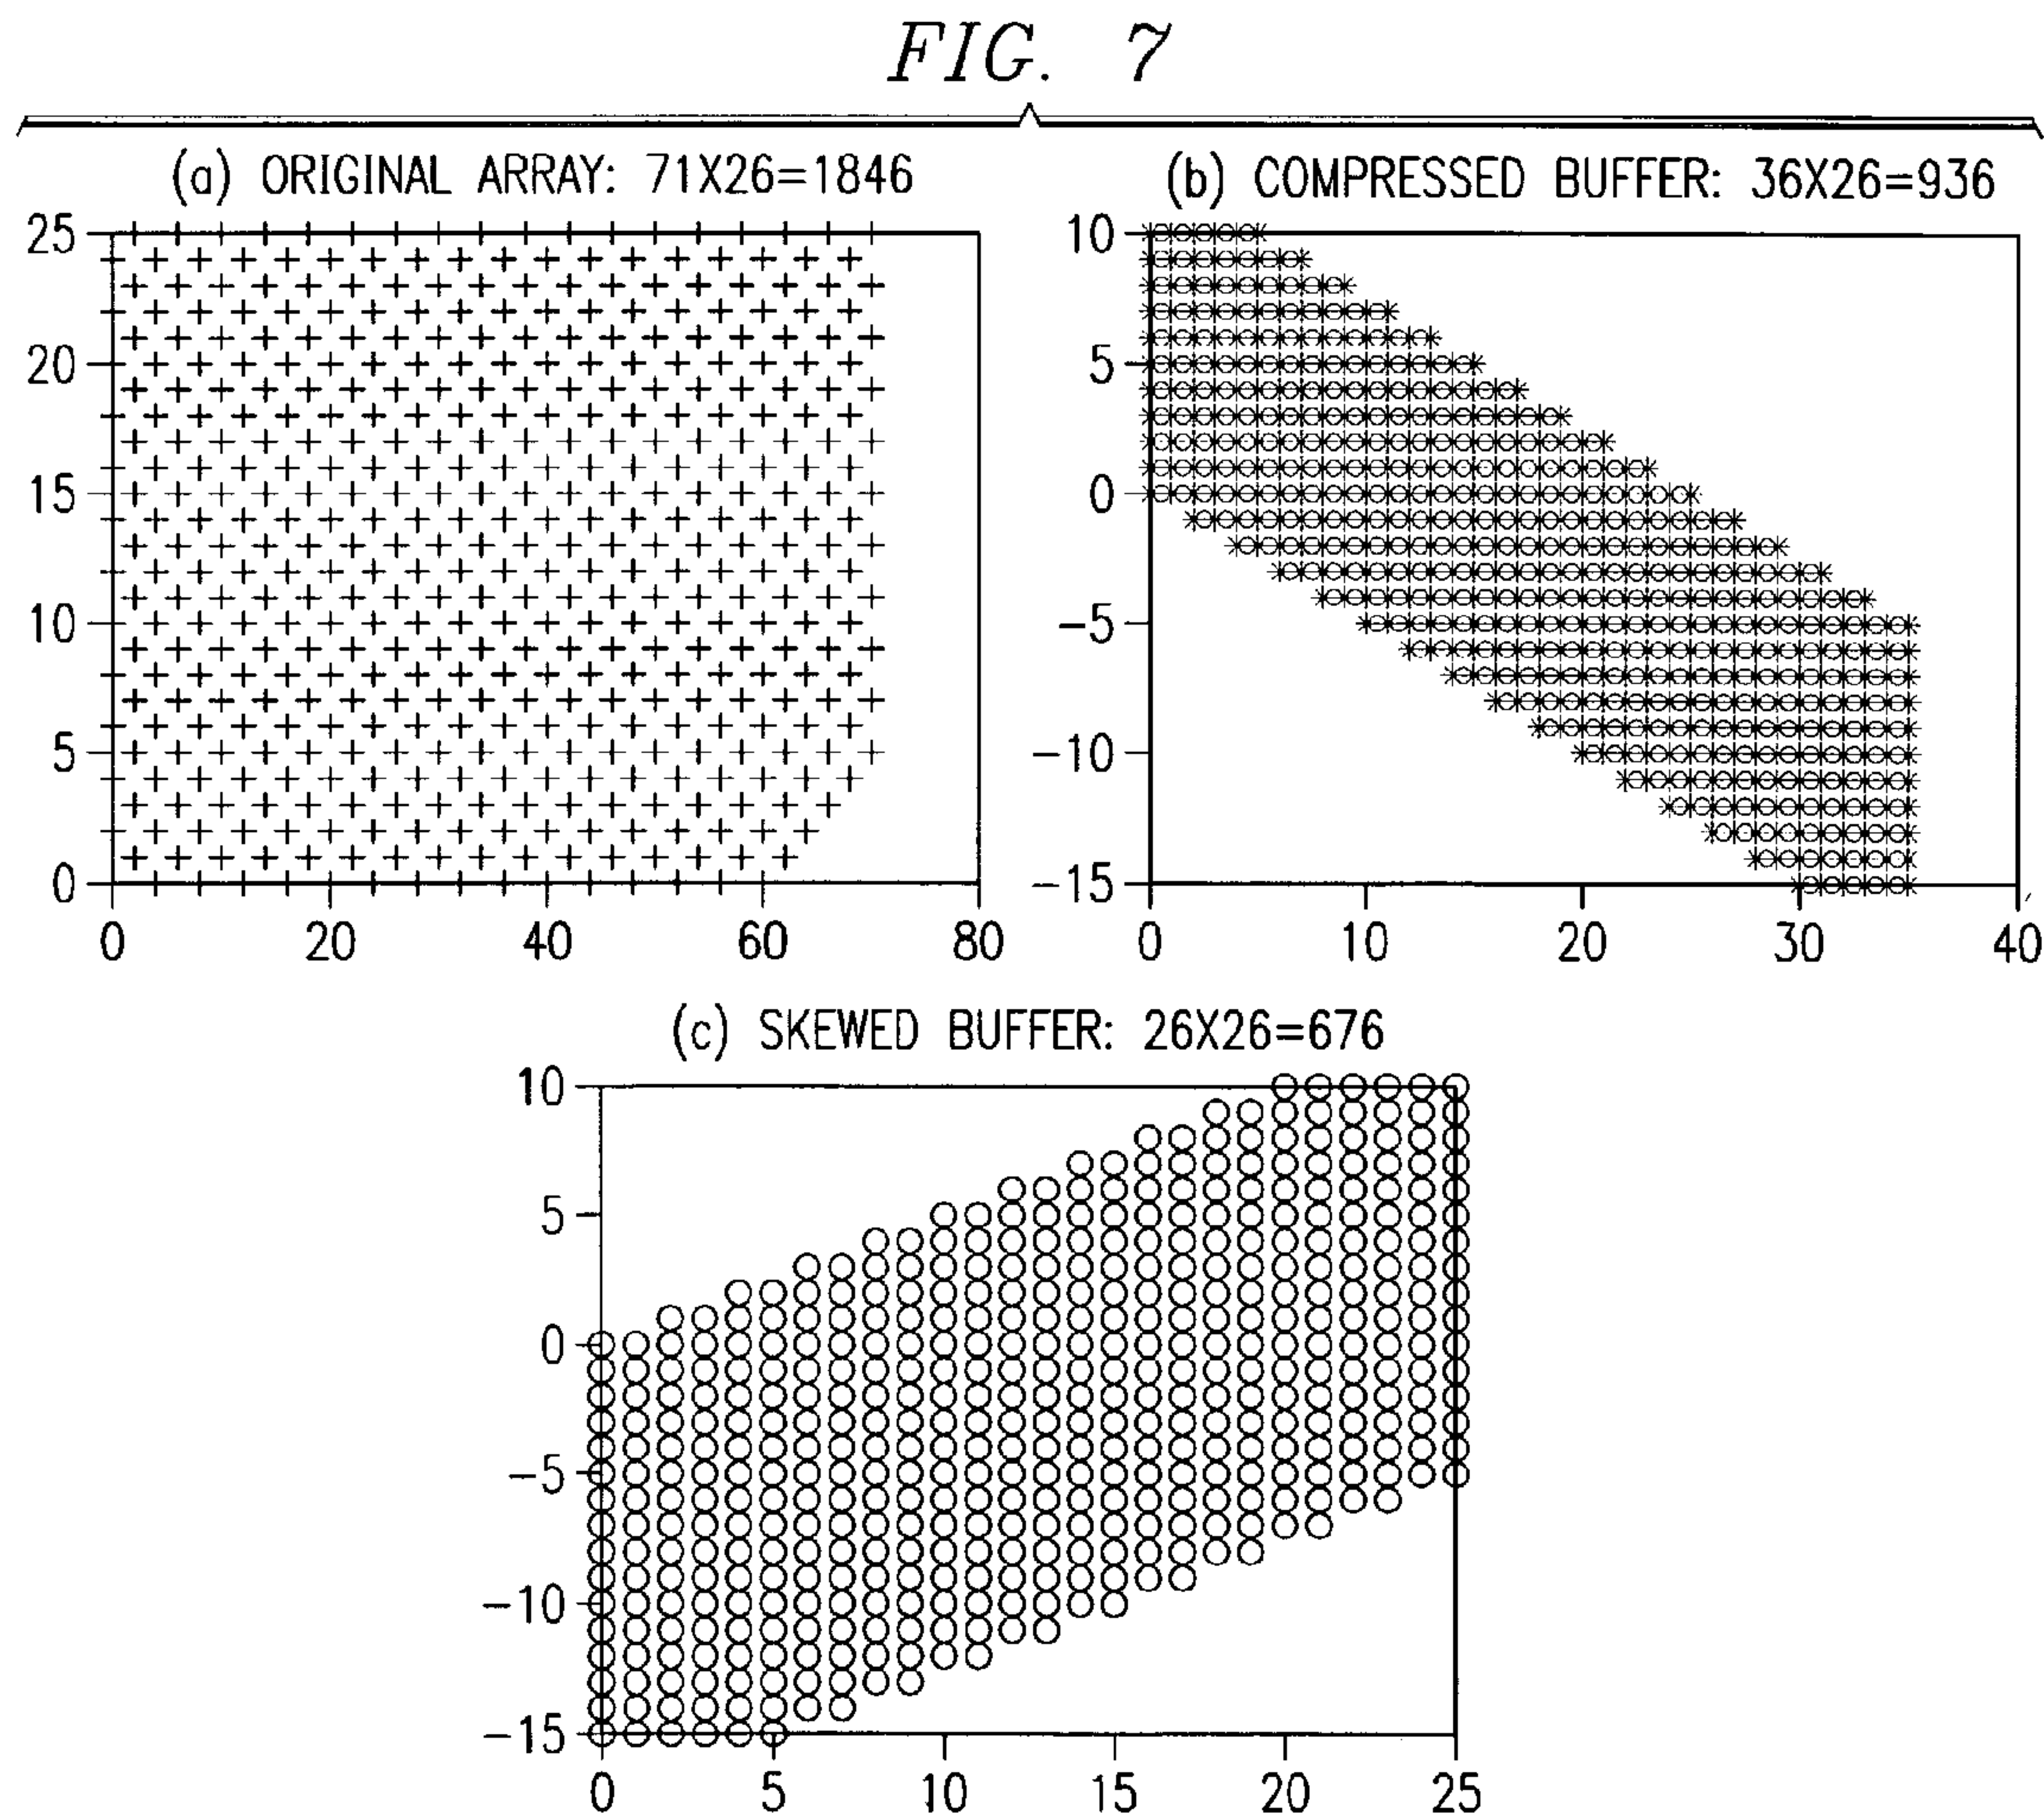 FIG. 7
(a) ORIGINAL ARRAY: 71X26=1846
25
20
15
10
5
0
0 20 40 60 80
(b) COMPRESSED BUFFER: 36X26=936
10
5
0
-5
-10
-15
0 10 20 30 40
(c) SKEWED BUFFER: 26X26=676
10
5
0
-5
-10
-15
0 5 10 15 20 25